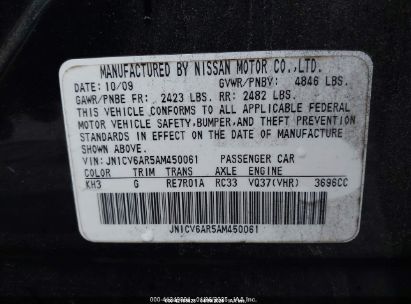 MANUFACTURED BY NISSAN MOTOR CO.,LTD.
DATE: 10/09 GVWR/PNBV: 4846 LBS.
GAWR/PNBE FR: 2423 LBS. RR: 2482 LBS.
THIS VEHICLE CONFORMS TO ALL APPLICABLE FEDERAL
MOTOR VEHICLE SAFETY, BUMPER, AND THEFT PREVENTION
STANDARDS IN EFFECT ON THE DATE OF MANUFACTURE
SHOWN ABOVE.
VIN: JN1CV6AR5AM450061 PASSENGER CAR
COLOR TRIM TRANS AXLE ENGINE
KH3 G RE7R01A RC33 VQ37(VHR) 3696CC
JN1CV6AR5AM450061